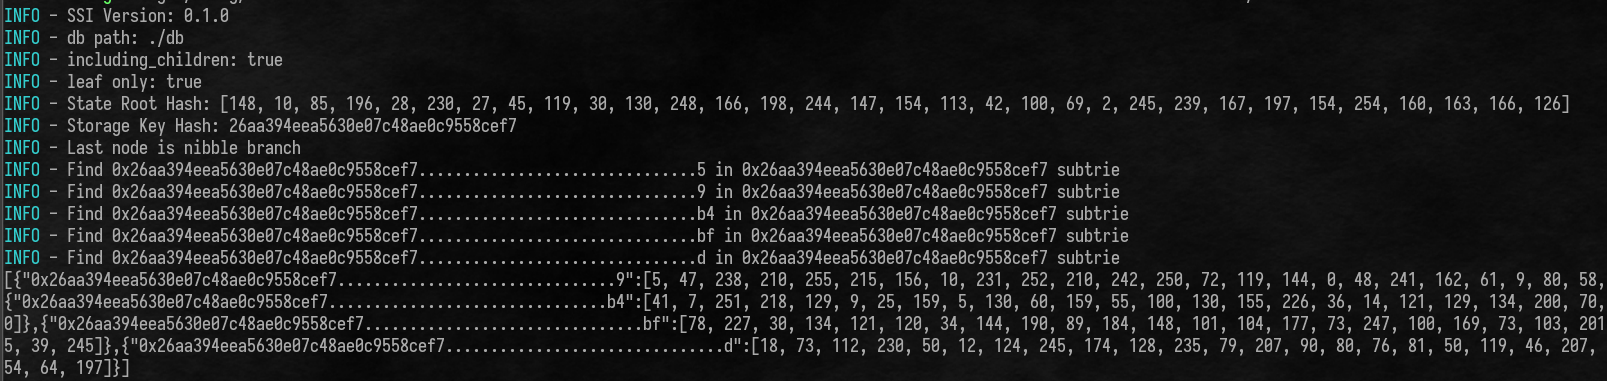 INFO - SSI Version: 0.1.0
INFO - db path: ./db
INFO - including_children: true
INFO - leaf only: true
INFO - State Root Hash: [148, 10, 85, 196, 28, 230, 27, 45, 119, 30, 130, 248, 166, 198, 244, 147, 154, 113, 42, 100, 69, 2, 245, 239, 167, 197, 154, 254, 160, 163, 166, 126]
INFO - Storage Key Hash: 26aa394eea5630e07c48ae0c9558cef7
INFO - Last node is nibble branch
INFO - Find 0x26aa394eea5630e07c48ae0c9558cef7...............................5 in 0x26aa394eea5630e07c48ae0c9558cef7 subtrie
INFO - Find 0x26aa394eea5630e07c48ae0c9558cef7...............................9 in 0x26aa394eea5630e07c48ae0c9558cef7 subtrie
INFO - Find 0x26aa394eea5630e07c48ae0c9558cef7...............................b4 in 0x26aa394eea5630e07c48ae0c9558cef7 subtrie
INFO - Find 0x26aa394eea5630e07c48ae0c9558cef7...............................bf in 0x26aa394eea5630e07c48ae0c9558cef7 subtrie
INFO - Find 0x26aa394eea5630e07c48ae0c9558cef7...............................d in 0x26aa394eea5630e07c48ae0c9558cef7 subtrie
[{"0x26aa394eea5630e07c48ae0c9558cef7...............................9":[5, 47, 238, 210, 255, 215, 156, 10, 231, 252, 210, 242, 250, 72, 119, 144, 0, 48, 241, 162, 61, 9, 80, 58,
{"0x26aa394eea5630e07c48ae0c9558cef7...............................b4":[41, 7, 251, 218, 129, 9, 25, 159, 5, 130, 60, 159, 55, 100, 130, 155, 226, 36, 14, 121, 129, 134, 200, 70,
0]},{"0x26aa394eea5630e07c48ae0c9558cef7...............................bf":[78, 227, 30, 134, 121, 120, 34, 144, 190, 89, 184, 148, 101, 104, 177, 73, 247, 100, 169, 73, 103, 201
5, 39, 245]},{"0x26aa394eea5630e07c48ae0c9558cef7...............................d":[18, 73, 112, 230, 50, 12, 124, 245, 174, 128, 235, 79, 207, 90, 80, 76, 81, 50, 119, 46, 207,
54, 64, 197]}]